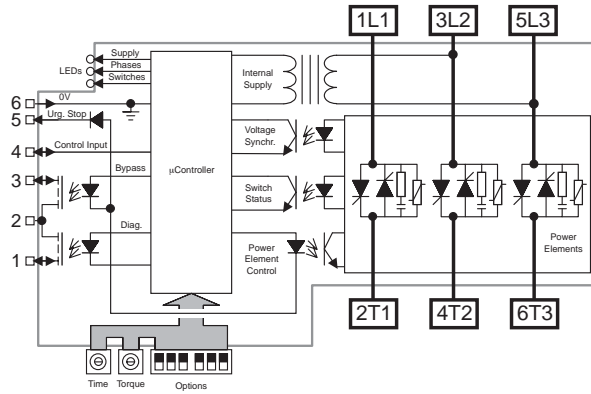 1L1 3L2 5L3
Supply
Phases
LEDs
Switches
Internal
Supply
6 0V
5 Urg. Stop
4 Control Input
Voltage
Synchr.
3 Bypass
µController
Switch
Status
2
Diag.
1
Power
Element
Control
Power
Elements
2T1 4T2 6T3
Time Torque Options